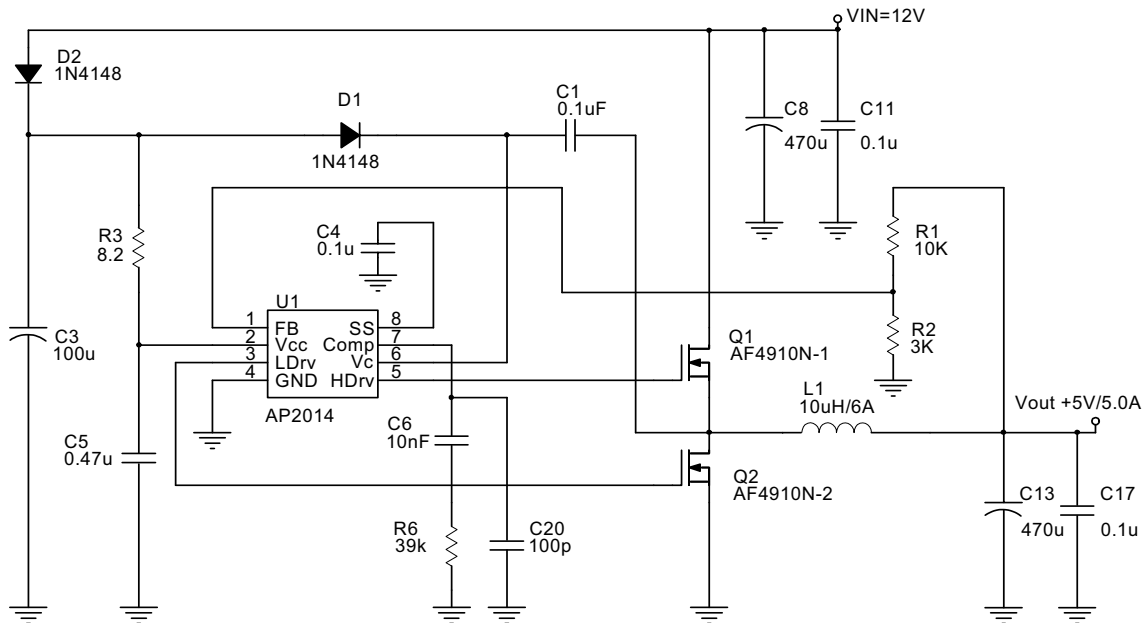 VIN=12V
D2
1N4148
D1
1N4148
C1
0.1uF
C8
470u
C11
0.1u
R3
8.2
C4
0.1u
R1
10K
U1
1 FB SS 8
2 Vcc Comp 7
3 LDrv Vc 6
4 GND HDrv 5
AP2014
C3
100u
Q1
AF4910N-1
R2
3K
L1
10uH/6A
Vout +5V/5.0A
C5
0.47u
C6
10nF
Q2
AF4910N-2
R6
39k
C20
100p
C13
470u
C17
0.1u